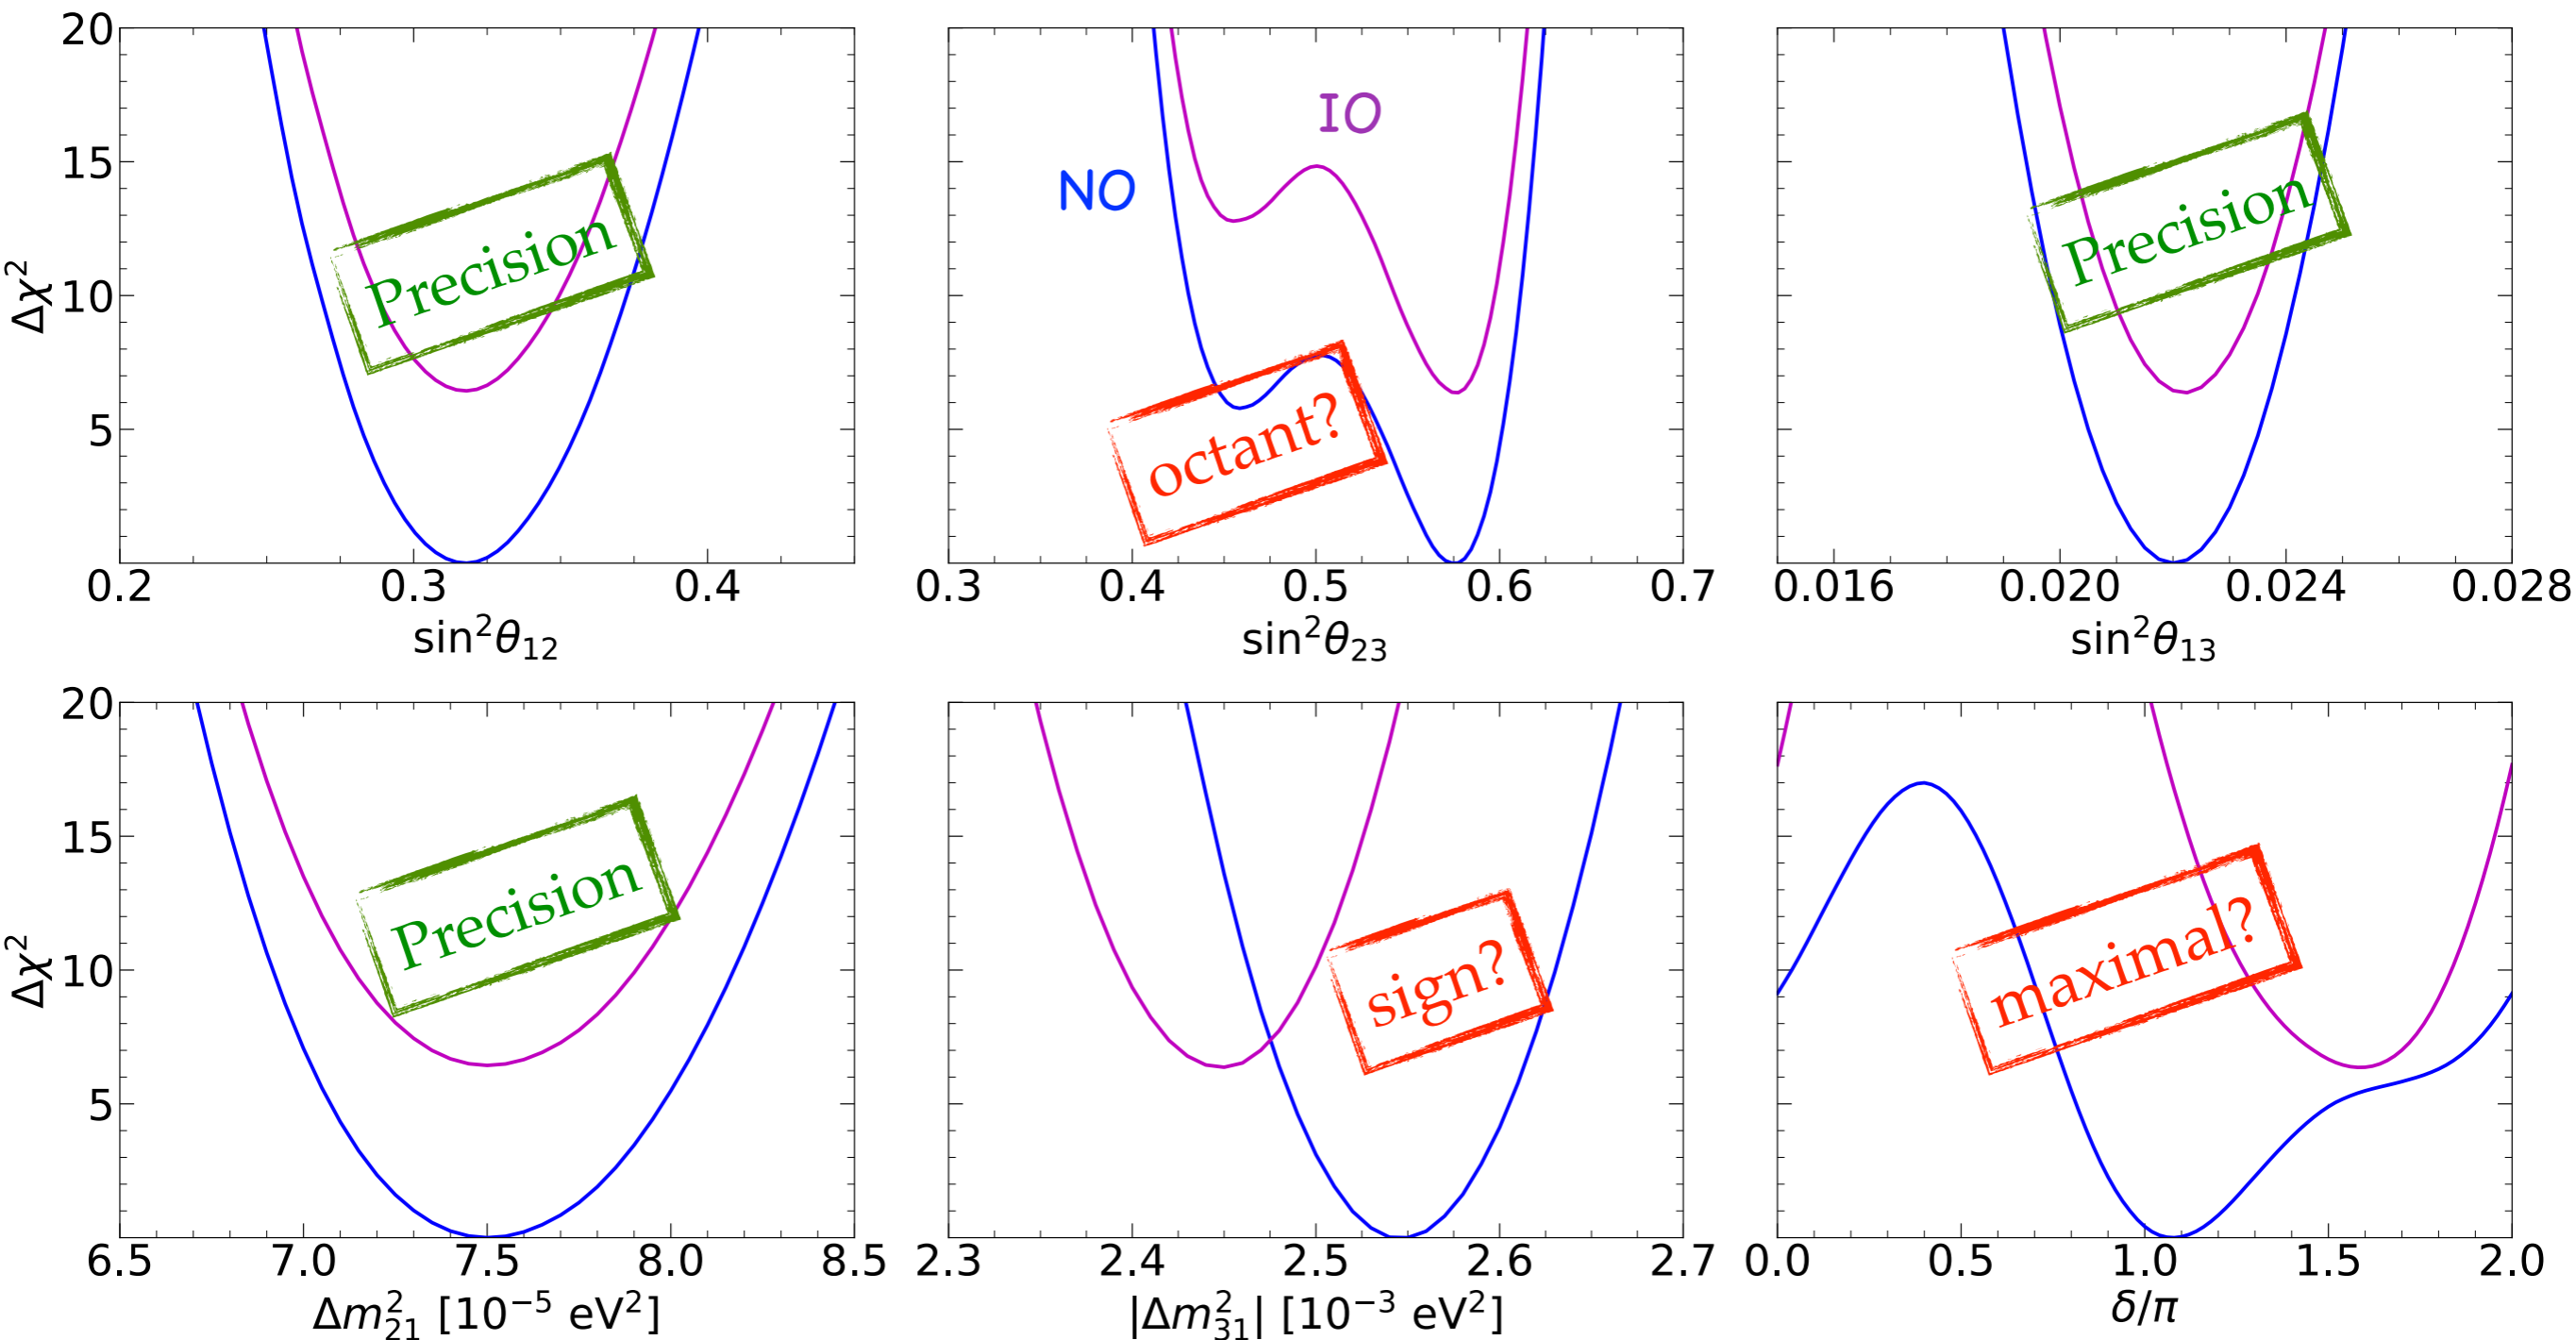 20
15
10
5
Δχ²
Precision
0.2 0.3 0.4
sin²θ₁₂
IO
NO
octant?
0.3 0.4 0.5 0.6 0.7
sin²θ₂₃
Precision
0.016 0.020 0.024 0.028
sin²θ₁₃
20
15
10
5
Δχ²
Precision
6.5 7.0 7.5 8.0 8.5
Δm²₂₁ [10⁻⁵ eV²]
sign?
2.3 2.4 2.5 2.6 2.7
|Δm²₃₁| [10⁻³ eV²]
maximal?
0.0 0.5 1.0 1.5 2.0
δ/π